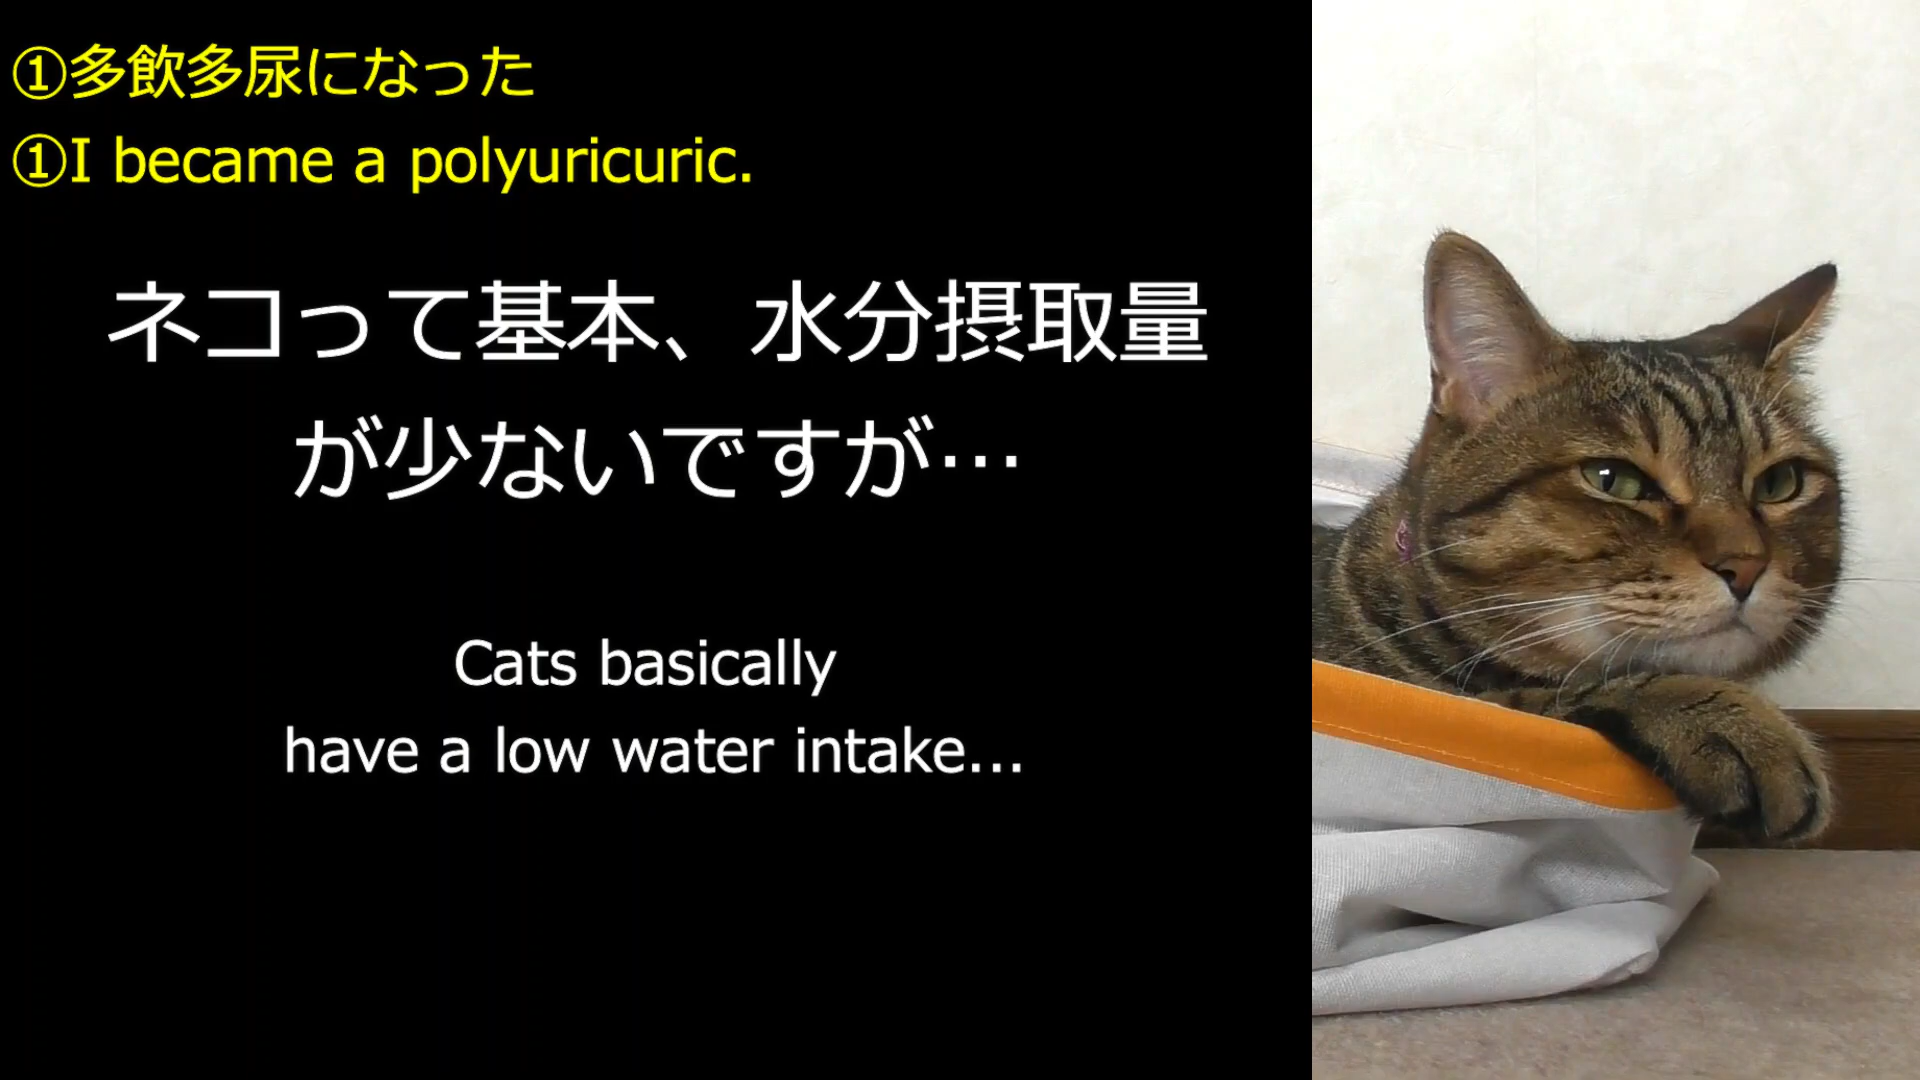 ①多飲多尿になった
①I became a polyuricuric.
ネコって基本、水分摂取量
が少ないですが…
Cats basically
have a low water intake...